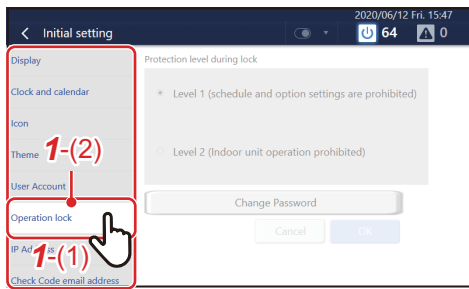 2020/06/12 Fri. 15:47
Initial setting
64
0
Display
Clock and calendar
Icon
Theme
User Account
Operation lock
IP Address
Check Code email address
1-(2)
1-(1)
Protection level during lock
Level 1 (schedule and option settings are prohibited)
Level 2 (Indoor unit operation prohibited)
Change Password
Cancel
OK